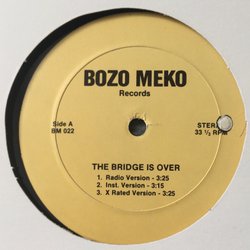 BOZO MEKO
Records
Side A
BM 022
STERE
33 ⅓ RPM
THE BRIDGE IS OVER
1. Radio Version - 3:25
2. Inst. Version - 3:15
3. X Rated Version - 3:25